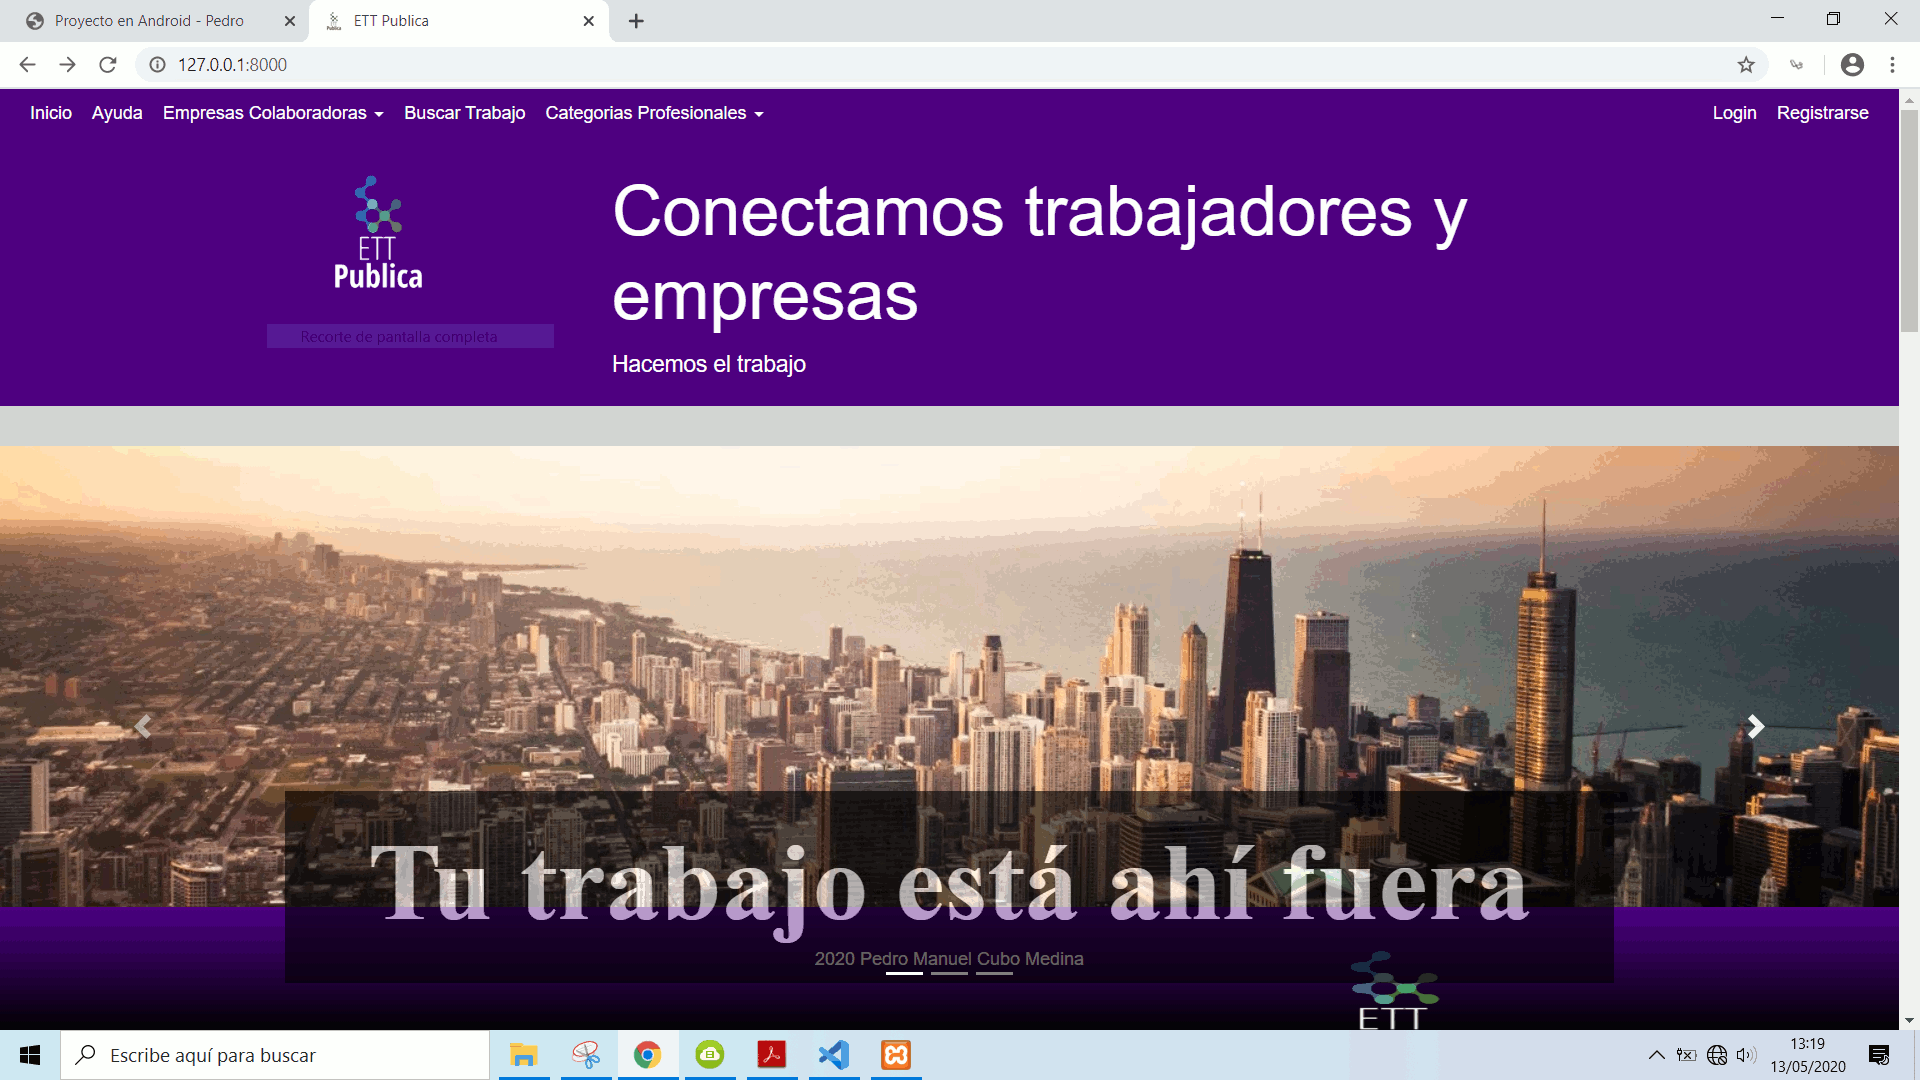 Proyecto en Android - Pedro
ETT Publica
127.0.0.1:8000
Inicio Ayuda Empresas Colaboradoras Buscar Trabajo Categorias Profesionales Login Registrarse
ETT
Publica
Conectamos trabajadores y
empresas
Recorte de pantalla completa
Hacemos el trabajo
Tu trabajo está ahí fuera
2020 Pedro Manuel Cubo Medina
ETT
Escribe aquí para buscar
13:19
13/05/2020